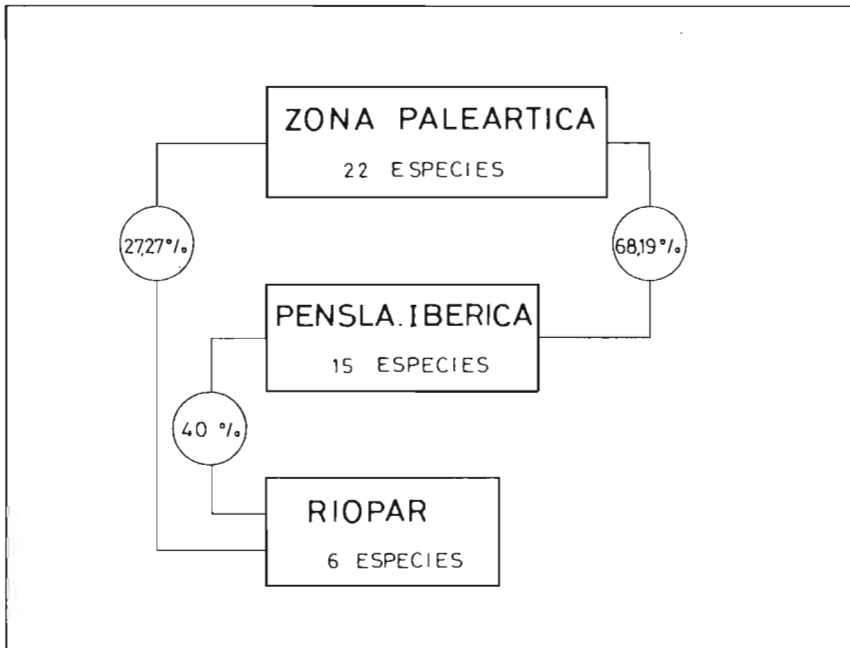 ZONA PALEARTICA
22 ESPECIES
27,27%
68,19%
PENSLA. IBERICA
15 ESPECIES
40 %
RIOPAR
6 ESPECIES